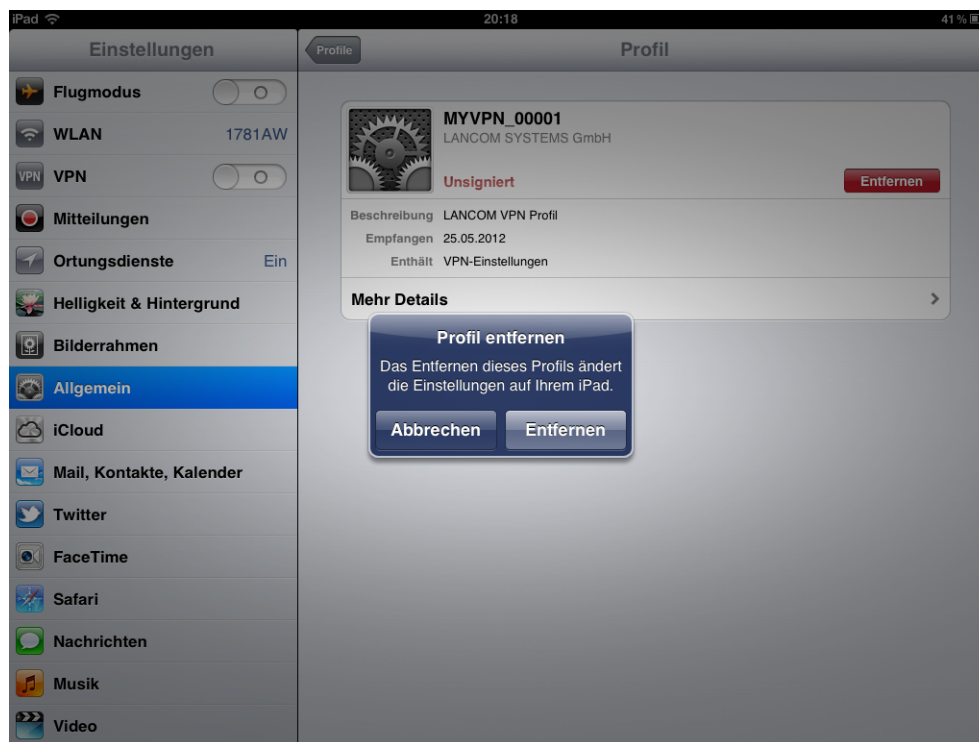 iPad 20:18 41 %
Einstellungen
Profile Profil
Flugmodus
WLAN 1781AW
VPN VPN
Mitteilungen
Ortungsdienste Ein
Helligkeit & Hintergrund
Bilderrahmen
Allgemein
iCloud
Mail, Kontakte, Kalender
Twitter
FaceTime
Safari
Nachrichten
Musik
Video
MYVPN_00001
LANCOM SYSTEMS GmbH
Unsigniert Entfernen
Beschreibung LANCOM VPN Profil
Empfangen 25.05.2012
Enthält VPN-Einstellungen
Mehr Details
Profil entfernen
Das Entfernen dieses Profils ändert
die Einstellungen auf Ihrem iPad.
Abbrechen Entfernen